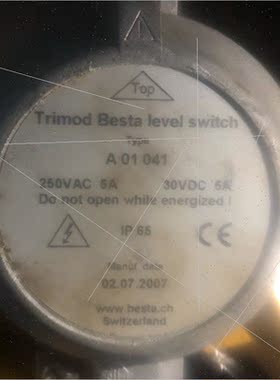 Top
Trimod Besta level switch
Type
A 01 041
250VAC 5A 30VDC 5A
Do not open while energized !
IP 65
CE
Manuf. date
02.07.2007
www.besta.ch
Switzerland